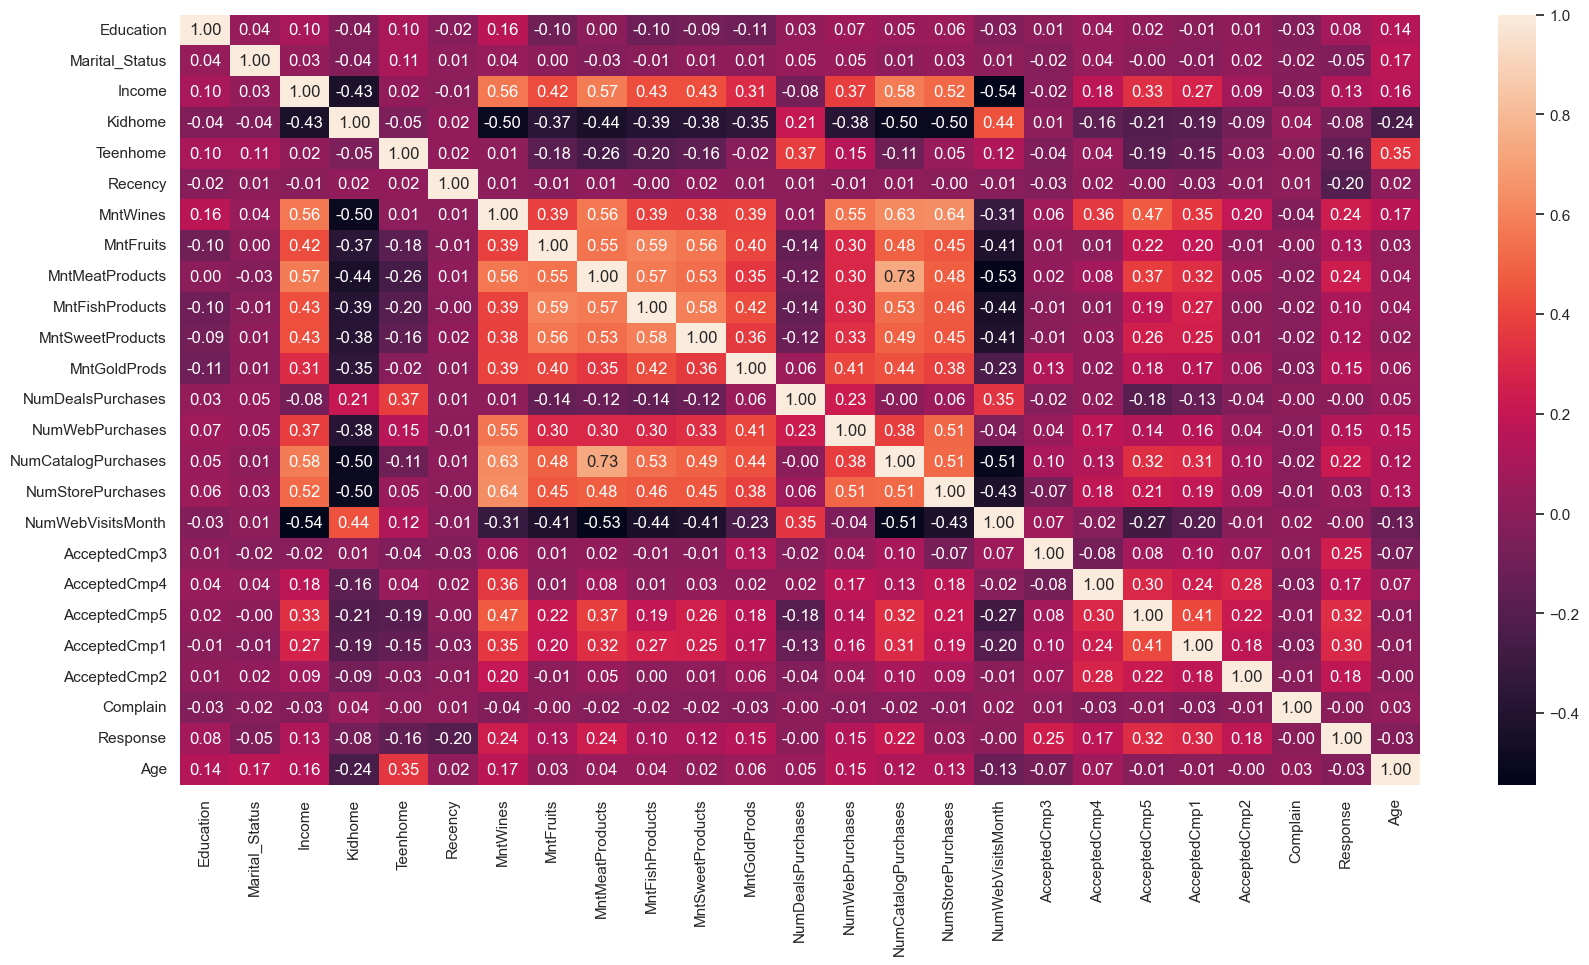 Education 1.00 0.04 0.10 -0.04 0.10 -0.02 0.16 -0.10 0.00 -0.10 -0.09 -0.11 0.03 0.07 0.05 0.06 -0.03 0.01 0.04 0.02 -0.01 0.01 -0.03 0.08 0.14
Marital_Status 0.04 1.00 0.03 -0.04 0.11 0.01 0.04 0.00 -0.03 -0.01 0.01 0.01 0.05 0.05 0.01 0.03 0.01 -0.02 0.04 -0.00 -0.01 0.02 -0.02 -0.05 0.17
Income 0.10 0.03 1.00 -0.43 0.02 -0.01 0.56 0.42 0.57 0.43 0.43 0.31 -0.08 0.37 0.58 0.52 -0.54 -0.02 0.18 0.33 0.27 0.09 -0.03 0.13 0.16
Kidhome -0.04 -0.04 -0.43 1.00 -0.05 0.02 -0.50 -0.37 -0.44 -0.39 -0.38 -0.35 0.21 -0.38 -0.50 -0.50 0.44 0.01 -0.16 -0.21 -0.19 -0.09 0.04 -0.08 -0.24
Teenhome 0.10 0.11 0.02 -0.05 1.00 0.02 0.01 -0.18 -0.26 -0.20 -0.16 -0.02 0.37 0.15 -0.11 0.05 0.12 -0.04 0.04 -0.19 -0.15 -0.03 -0.00 -0.16 0.35
Recency -0.02 0.01 -0.01 0.02 0.02 1.00 0.01 -0.01 0.01 -0.00 0.02 0.01 0.01 -0.01 0.01 -0.00 -0.01 -0.03 0.02 -0.00 -0.03 -0.01 0.01 -0.20 0.02
MntWines 0.16 0.04 0.56 -0.50 0.01 0.01 1.00 0.39 0.56 0.39 0.38 0.39 0.01 0.55 0.63 0.64 -0.31 0.06 0.36 0.47 0.35 0.20 -0.04 0.24 0.17
MntFruits -0.10 0.00 0.42 -0.37 -0.18 -0.01 0.39 1.00 0.55 0.59 0.56 0.40 -0.14 0.30 0.48 0.45 -0.41 0.01 0.01 0.22 0.20 -0.01 -0.00 0.13 0.03
MntMeatProducts 0.00 -0.03 0.57 -0.44 -0.26 0.01 0.56 0.55 1.00 0.57 0.53 0.35 -0.12 0.30 0.73 0.48 -0.53 0.02 0.08 0.37 0.32 0.05 -0.02 0.24 0.04
MntFishProducts -0.10 -0.01 0.43 -0.39 -0.20 -0.00 0.39 0.59 0.57 1.00 0.58 0.42 -0.14 0.30 0.53 0.46 -0.44 -0.01 0.01 0.19 0.27 0.00 -0.02 0.10 0.04
MntSweetProducts -0.09 0.01 0.43 -0.38 -0.16 0.02 0.38 0.56 0.53 0.58 1.00 0.36 -0.12 0.33 0.49 0.45 -0.41 -0.01 0.03 0.26 0.25 0.01 -0.02 0.12 0.02
MntGoldProds -0.11 0.01 0.31 -0.35 -0.02 0.01 0.39 0.40 0.35 0.42 0.36 1.00 0.06 0.41 0.44 0.38 -0.23 0.13 0.02 0.18 0.17 0.06 -0.03 0.15 0.06
NumDealsPurchases 0.03 0.05 -0.08 0.21 0.37 0.01 0.01 -0.14 -0.12 -0.14 -0.12 0.06 1.00 0.23 -0.00 0.06 0.35 -0.02 0.02 -0.18 -0.13 -0.04 -0.00 -0.00 0.05
NumWebPurchases 0.07 0.05 0.37 -0.38 0.15 -0.01 0.55 0.30 0.30 0.30 0.33 0.41 0.23 1.00 0.38 0.51 -0.04 0.04 0.17 0.14 0.16 0.04 -0.01 0.15 0.15
NumCatalogPurchases 0.05 0.01 0.58 -0.50 -0.11 0.01 0.63 0.48 0.73 0.53 0.49 0.44 -0.00 0.38 1.00 0.51 -0.51 0.10 0.13 0.32 0.31 0.10 -0.02 0.22 0.12
NumStorePurchases 0.06 0.03 0.52 -0.50 0.05 -0.00 0.64 0.45 0.48 0.46 0.45 0.38 0.06 0.51 0.51 1.00 -0.43 -0.07 0.18 0.21 0.19 0.09 -0.01 0.03 0.13
NumWebVisitsMonth -0.03 0.01 -0.54 0.44 0.12 -0.01 -0.31 -0.41 -0.53 -0.44 -0.41 -0.23 0.35 -0.04 -0.51 -0.43 1.00 0.07 -0.02 -0.27 -0.20 -0.01 0.02 -0.00 -0.13
AcceptedCmp3 0.01 -0.02 -0.02 0.01 -0.04 -0.03 0.06 0.01 0.02 -0.01 -0.01 0.13 -0.02 0.04 0.10 -0.07 0.07 1.00 -0.08 0.08 0.10 0.07 0.01 0.25 -0.07
AcceptedCmp4 0.04 0.04 0.18 -0.16 0.04 0.02 0.36 0.01 0.08 0.01 0.03 0.02 0.02 0.17 0.13 0.18 -0.02 -0.08 1.00 0.30 0.24 0.28 -0.03 0.17 0.07
AcceptedCmp5 0.02 -0.00 0.33 -0.21 -0.19 -0.00 0.47 0.22 0.37 0.19 0.26 0.18 -0.18 0.14 0.32 0.21 -0.27 0.08 0.30 1.00 0.41 0.22 -0.01 0.32 -0.01
AcceptedCmp1 -0.01 -0.01 0.27 -0.19 -0.15 -0.03 0.35 0.20 0.32 0.27 0.25 0.17 -0.13 0.16 0.31 0.19 -0.20 0.10 0.24 0.41 1.00 0.18 -0.03 0.30 -0.01
AcceptedCmp2 0.01 0.02 0.09 -0.09 -0.03 -0.01 0.20 -0.01 0.05 0.00 0.01 0.06 -0.04 0.04 0.10 0.09 -0.01 0.07 0.28 0.22 0.18 1.00 -0.01 0.18 -0.00
Complain -0.03 -0.02 -0.03 0.04 -0.00 0.01 -0.04 -0.00 -0.02 -0.02 -0.02 -0.03 -0.00 -0.01 -0.02 -0.01 0.02 0.01 -0.03 -0.01 -0.03 -0.01 1.00 -0.00 0.03
Response 0.08 -0.05 0.13 -0.08 -0.16 -0.20 0.24 0.13 0.24 0.10 0.12 0.15 -0.00 0.15 0.22 0.03 -0.00 0.25 0.17 0.32 0.30 0.18 -0.00 1.00 -0.03
Age 0.14 0.17 0.16 -0.24 0.35 0.02 0.17 0.03 0.04 0.04 0.02 0.06 0.05 0.15 0.12 0.13 -0.13 -0.07 0.07 -0.01 -0.01 -0.00 0.03 -0.03 1.00
Education
Marital_Status
Income
Kidhome
Teenhome
Recency
MntWines
MntFruits
MntMeatProducts
MntFishProducts
MntSweetProducts
MntGoldProds
NumDealsPurchases
NumWebPurchases
NumCatalogPurchases
NumStorePurchases
NumWebVisitsMonth
AcceptedCmp3
AcceptedCmp4
AcceptedCmp5
AcceptedCmp1
AcceptedCmp2
Complain
Response
Age
1.0
0.8
0.6
0.4
0.2
0.0
−0.2
−0.4